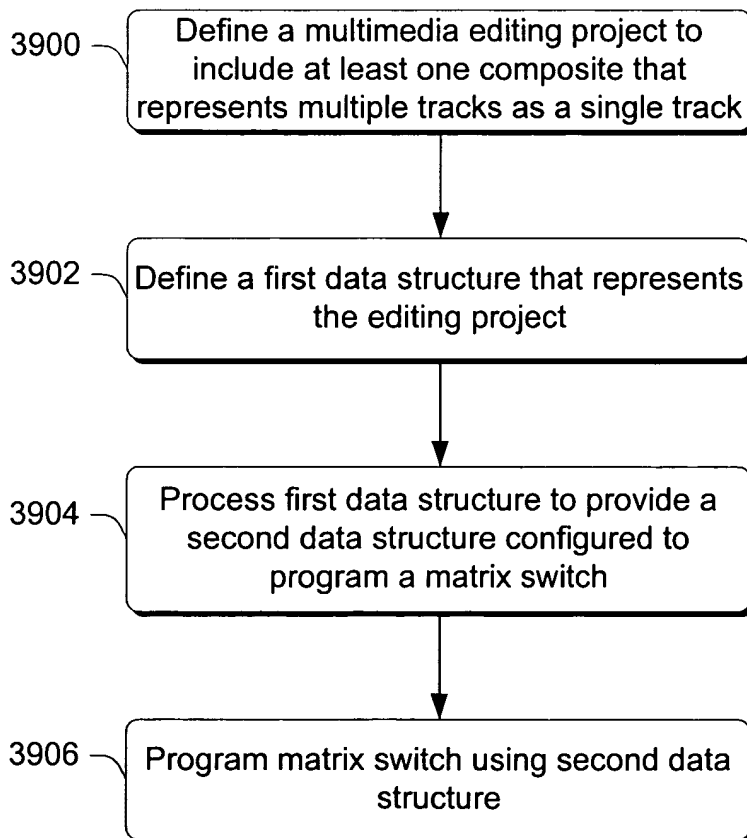 3900
Define a multimedia editing project to
include at least one composite that
represents multiple tracks as a single track
3902
Define a first data structure that represents
the editing project
3904
Process first data structure to provide a
second data structure configured to
program a matrix switch
3906
Program matrix switch using second data
structure